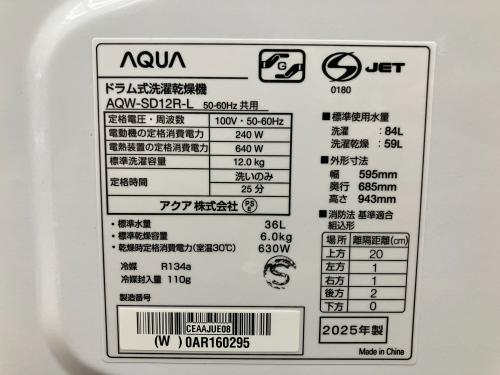 AQUA
ドラム式洗濯乾燥機
AQW-SD12R-L 50-60Hz 共用
定格電圧・周波数 100V・50-60Hz
電動機の定格消費電力 240 W
電熱装置の定格消費電力 640 W
標準洗濯容量 12.0 kg
定格時間 洗いのみ
25分
アクア 株式会社 PSE
・標準水量 36L
・標準乾燥容量 6.0kg
・乾燥時定格消費電力(室温30℃) 630W
冷媒 R134a
冷媒封入量 110g
製造番号
CEAAJUE08
(W) 0AR160295
G
S JET
0180
■標準使用水量
洗濯 :84L
洗濯乾燥 :59L
■外形寸法
幅 595mm
奥行 685mm
高さ 943mm
■消防法 基準適合
組込形
場所 離隔距離(cm)
上方 20
左方 1
右方 1
後方 2
下方 0
2025年製
Made in China